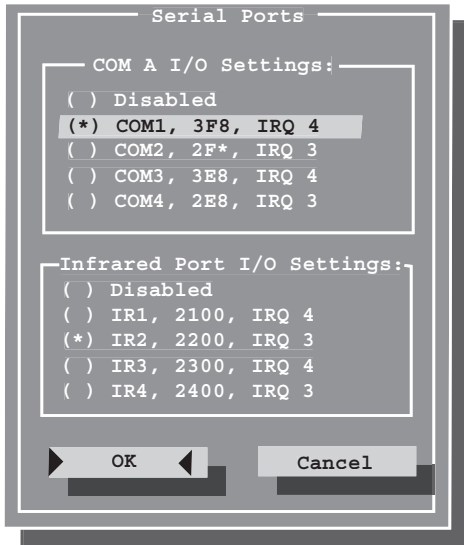 Serial Ports
COM A I/O Settings:
( ) Disabled
(*) COM1, 3F8, IRQ 4
( ) COM2, 2F*, IRQ 3
( ) COM3, 3E8, IRQ 4
( ) COM4, 2E8, IRQ 3
Infrared Port I/O Settings:
( ) Disabled
( ) IR1, 2100, IRQ 4
(*) IR2, 2200, IRQ 3
( ) IR3, 2300, IRQ 4
( ) IR4, 2400, IRQ 3
OK Cancel